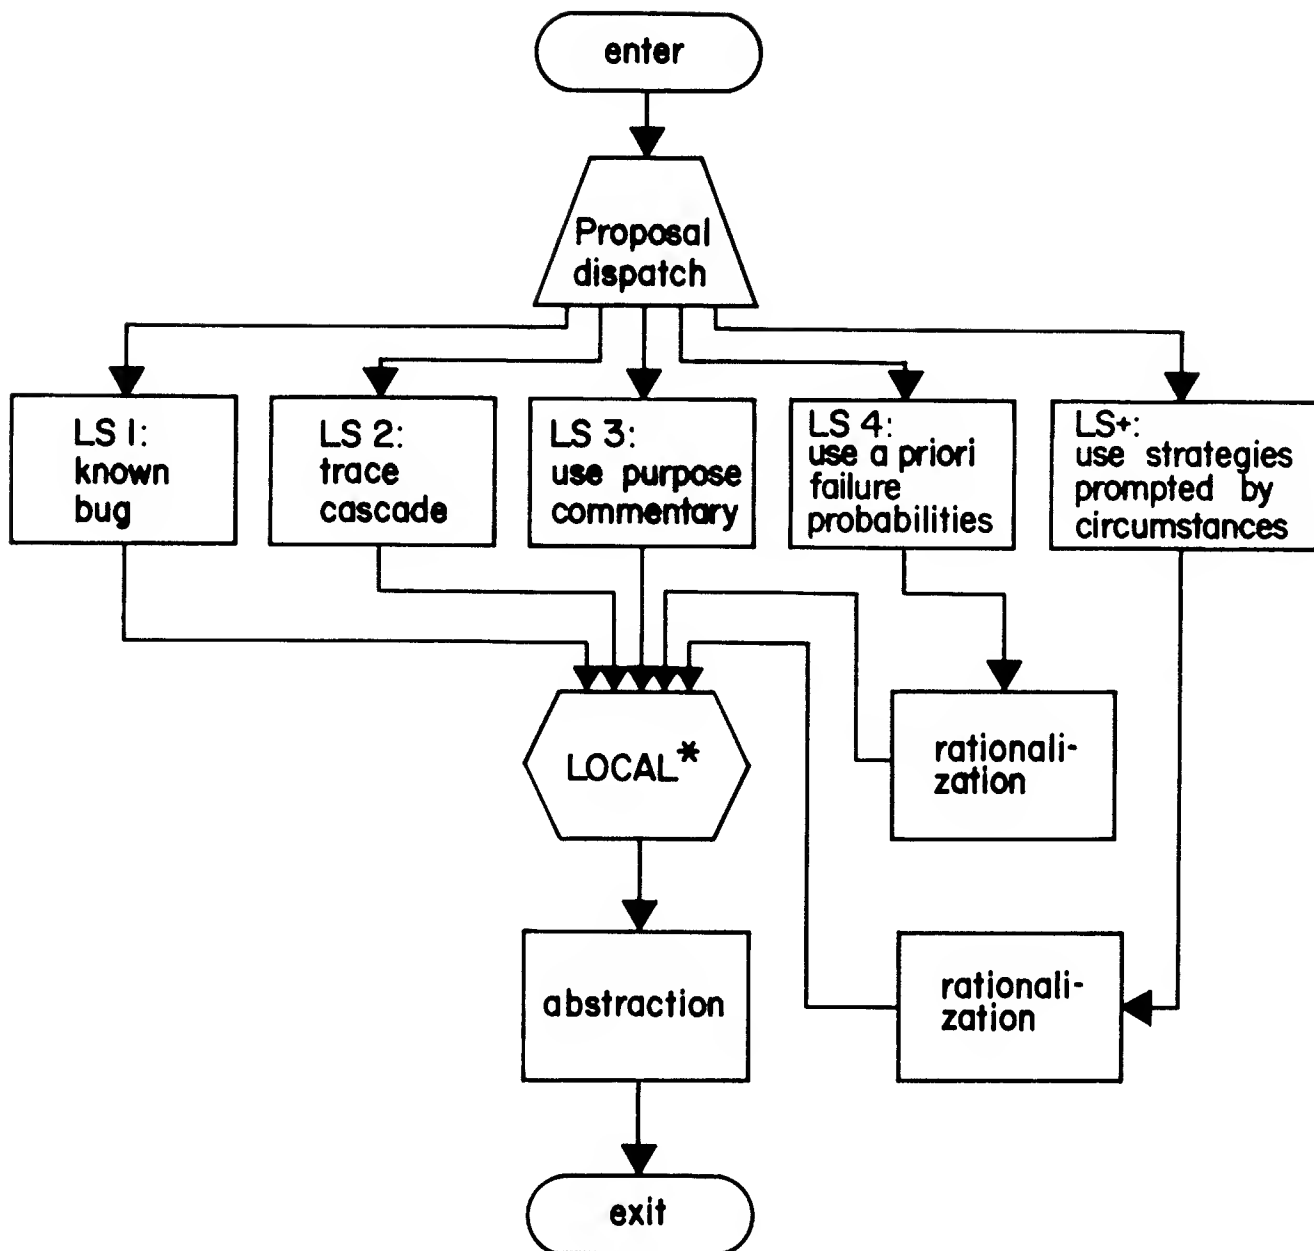 enter
Proposal
dispatch
LS 1:
known
bug
LS 2:
trace
cascade
LS 3:
use purpose
commentary
LS 4:
use a priori
failure
probabilities
LS+:
use strategies
prompted by
circumstances
LOCAL*
rationali-
zation
abstraction
rationali-
zation
exit